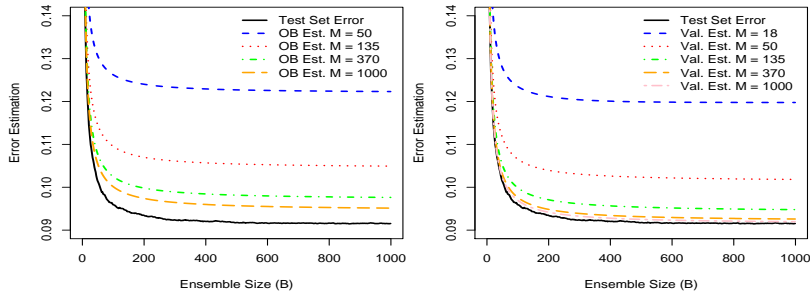 Test Set Error
OB Est. M = 50
OB Est. M = 135
OB Est. M = 370
OB Est. M = 1000
Error Estimation
0.14
0.13
0.12
0.11
0.10
0.09
0
200
400
600
800
1000
Ensemble Size (B)
Test Set Error
Val. Est. M = 18
Val. Est. M = 50
Val. Est. M = 135
Val. Est. M = 370
Val. Est. M = 1000
Error Estimation
0.14
0.13
0.12
0.11
0.10
0.09
0
200
400
600
800
1000
Ensemble Size (B)